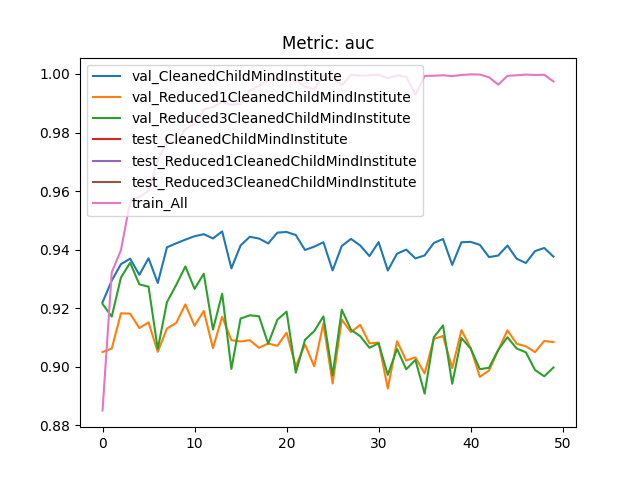 Metric: auc
1.00
0.98
0.96
0.94
0.92
0.90
0.88
val_CleanedChildMindInstitute
val_Reduced1CleanedChildMindInstitute
val_Reduced3CleanedChildMindInstitute
test_CleanedChildMindInstitute
test_Reduced1CleanedChildMindInstitute
test_Reduced3CleanedChildMindInstitute
train_All
0 10 20 30 40 50